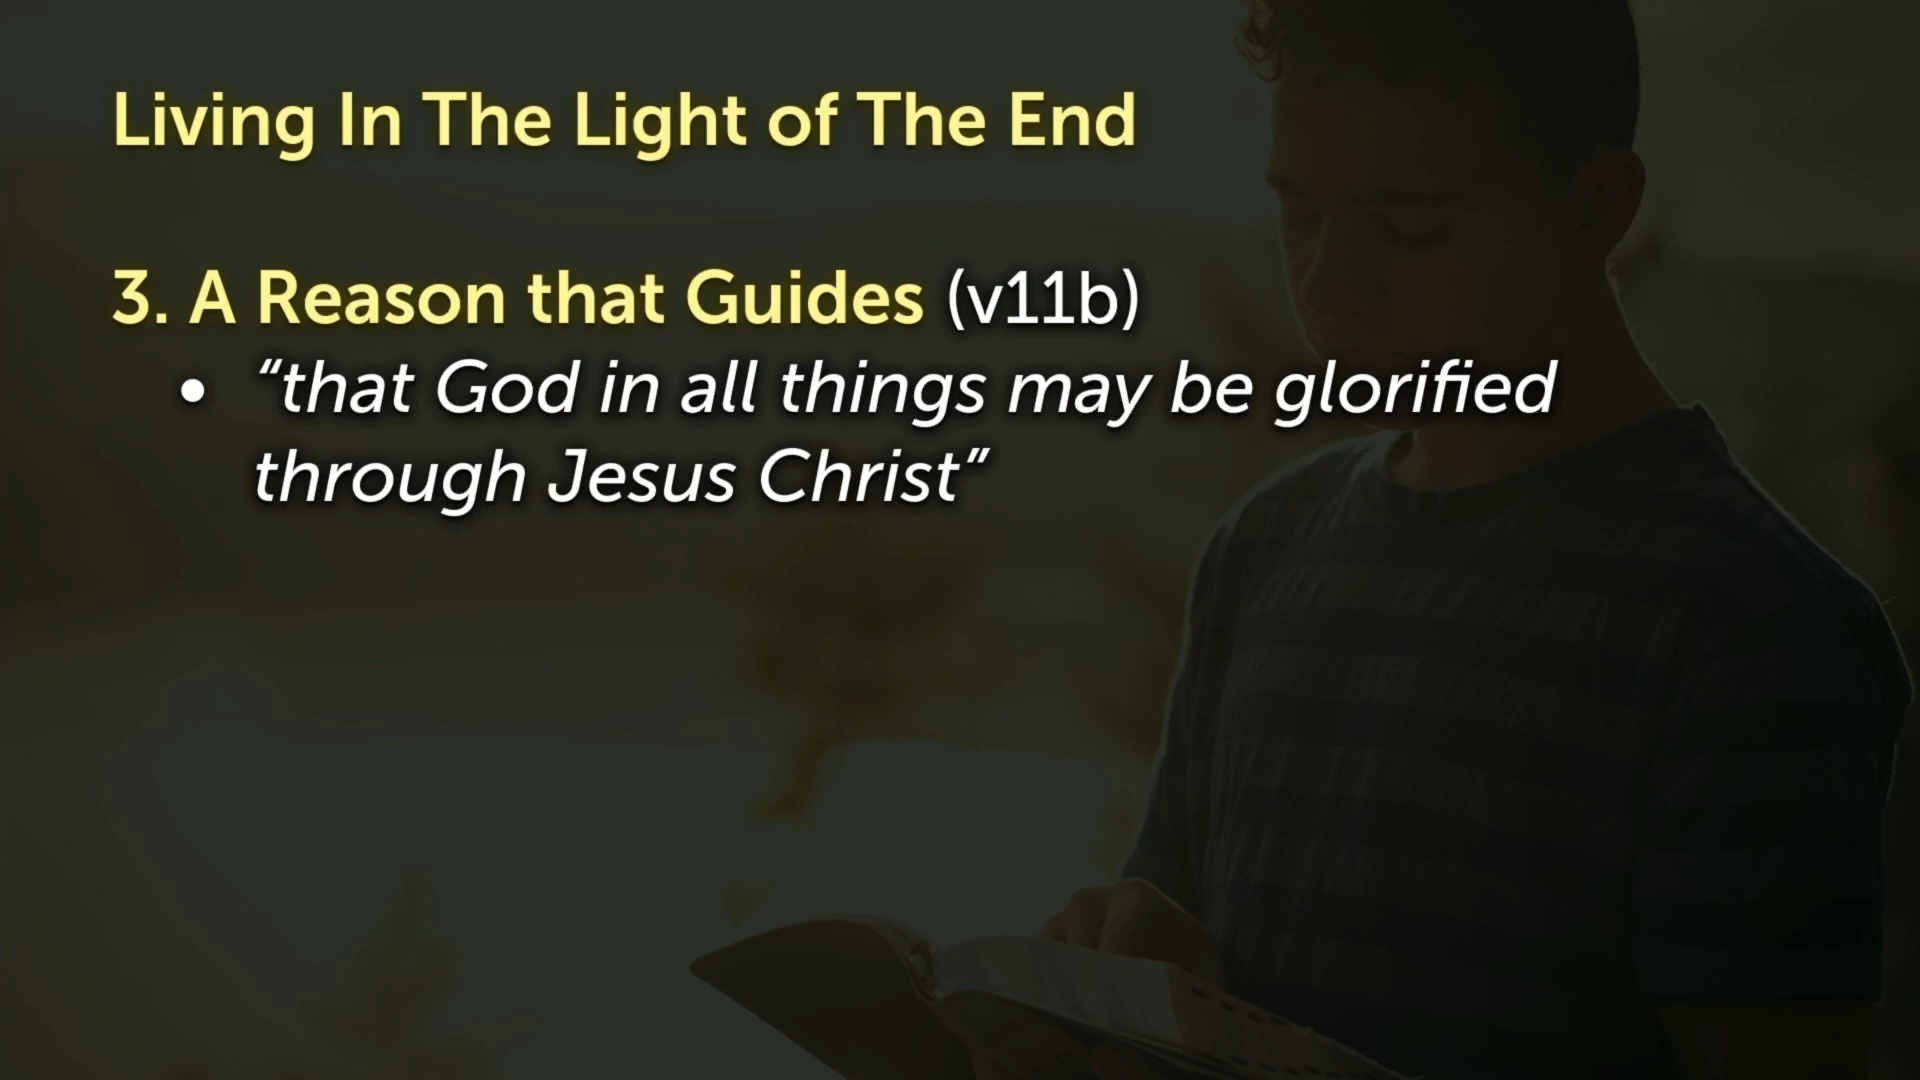 Living In The Light of The End
3. A Reason that Guides (v11b)
• “that God in all things may be glorified
through Jesus Christ”